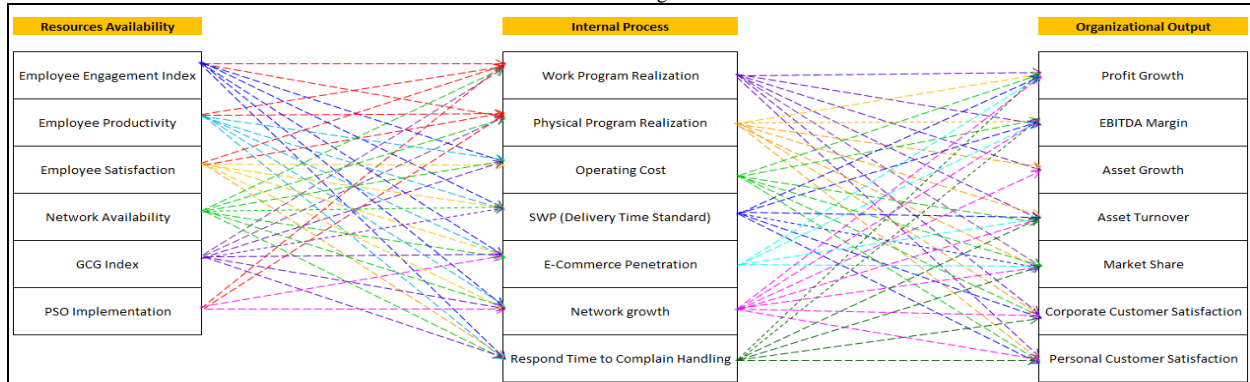 Resources Availability
Employee Engagement Index
Employee Productivity
Employee Satisfaction
Network Availability
GCG Index
PSO Implementation
Internal Process
Work Program Realization
Physical Program Realization
Operating Cost
SWP (Delivery Time Standard)
E-Commerce Penetration
Network growth
Respond Time to Complain Handling
Organizational Output
Profit Growth
EBITDA Margin
Asset Growth
Asset Turnover
Market Share
Corporate Customer Satisfaction
Personal Customer Satisfaction